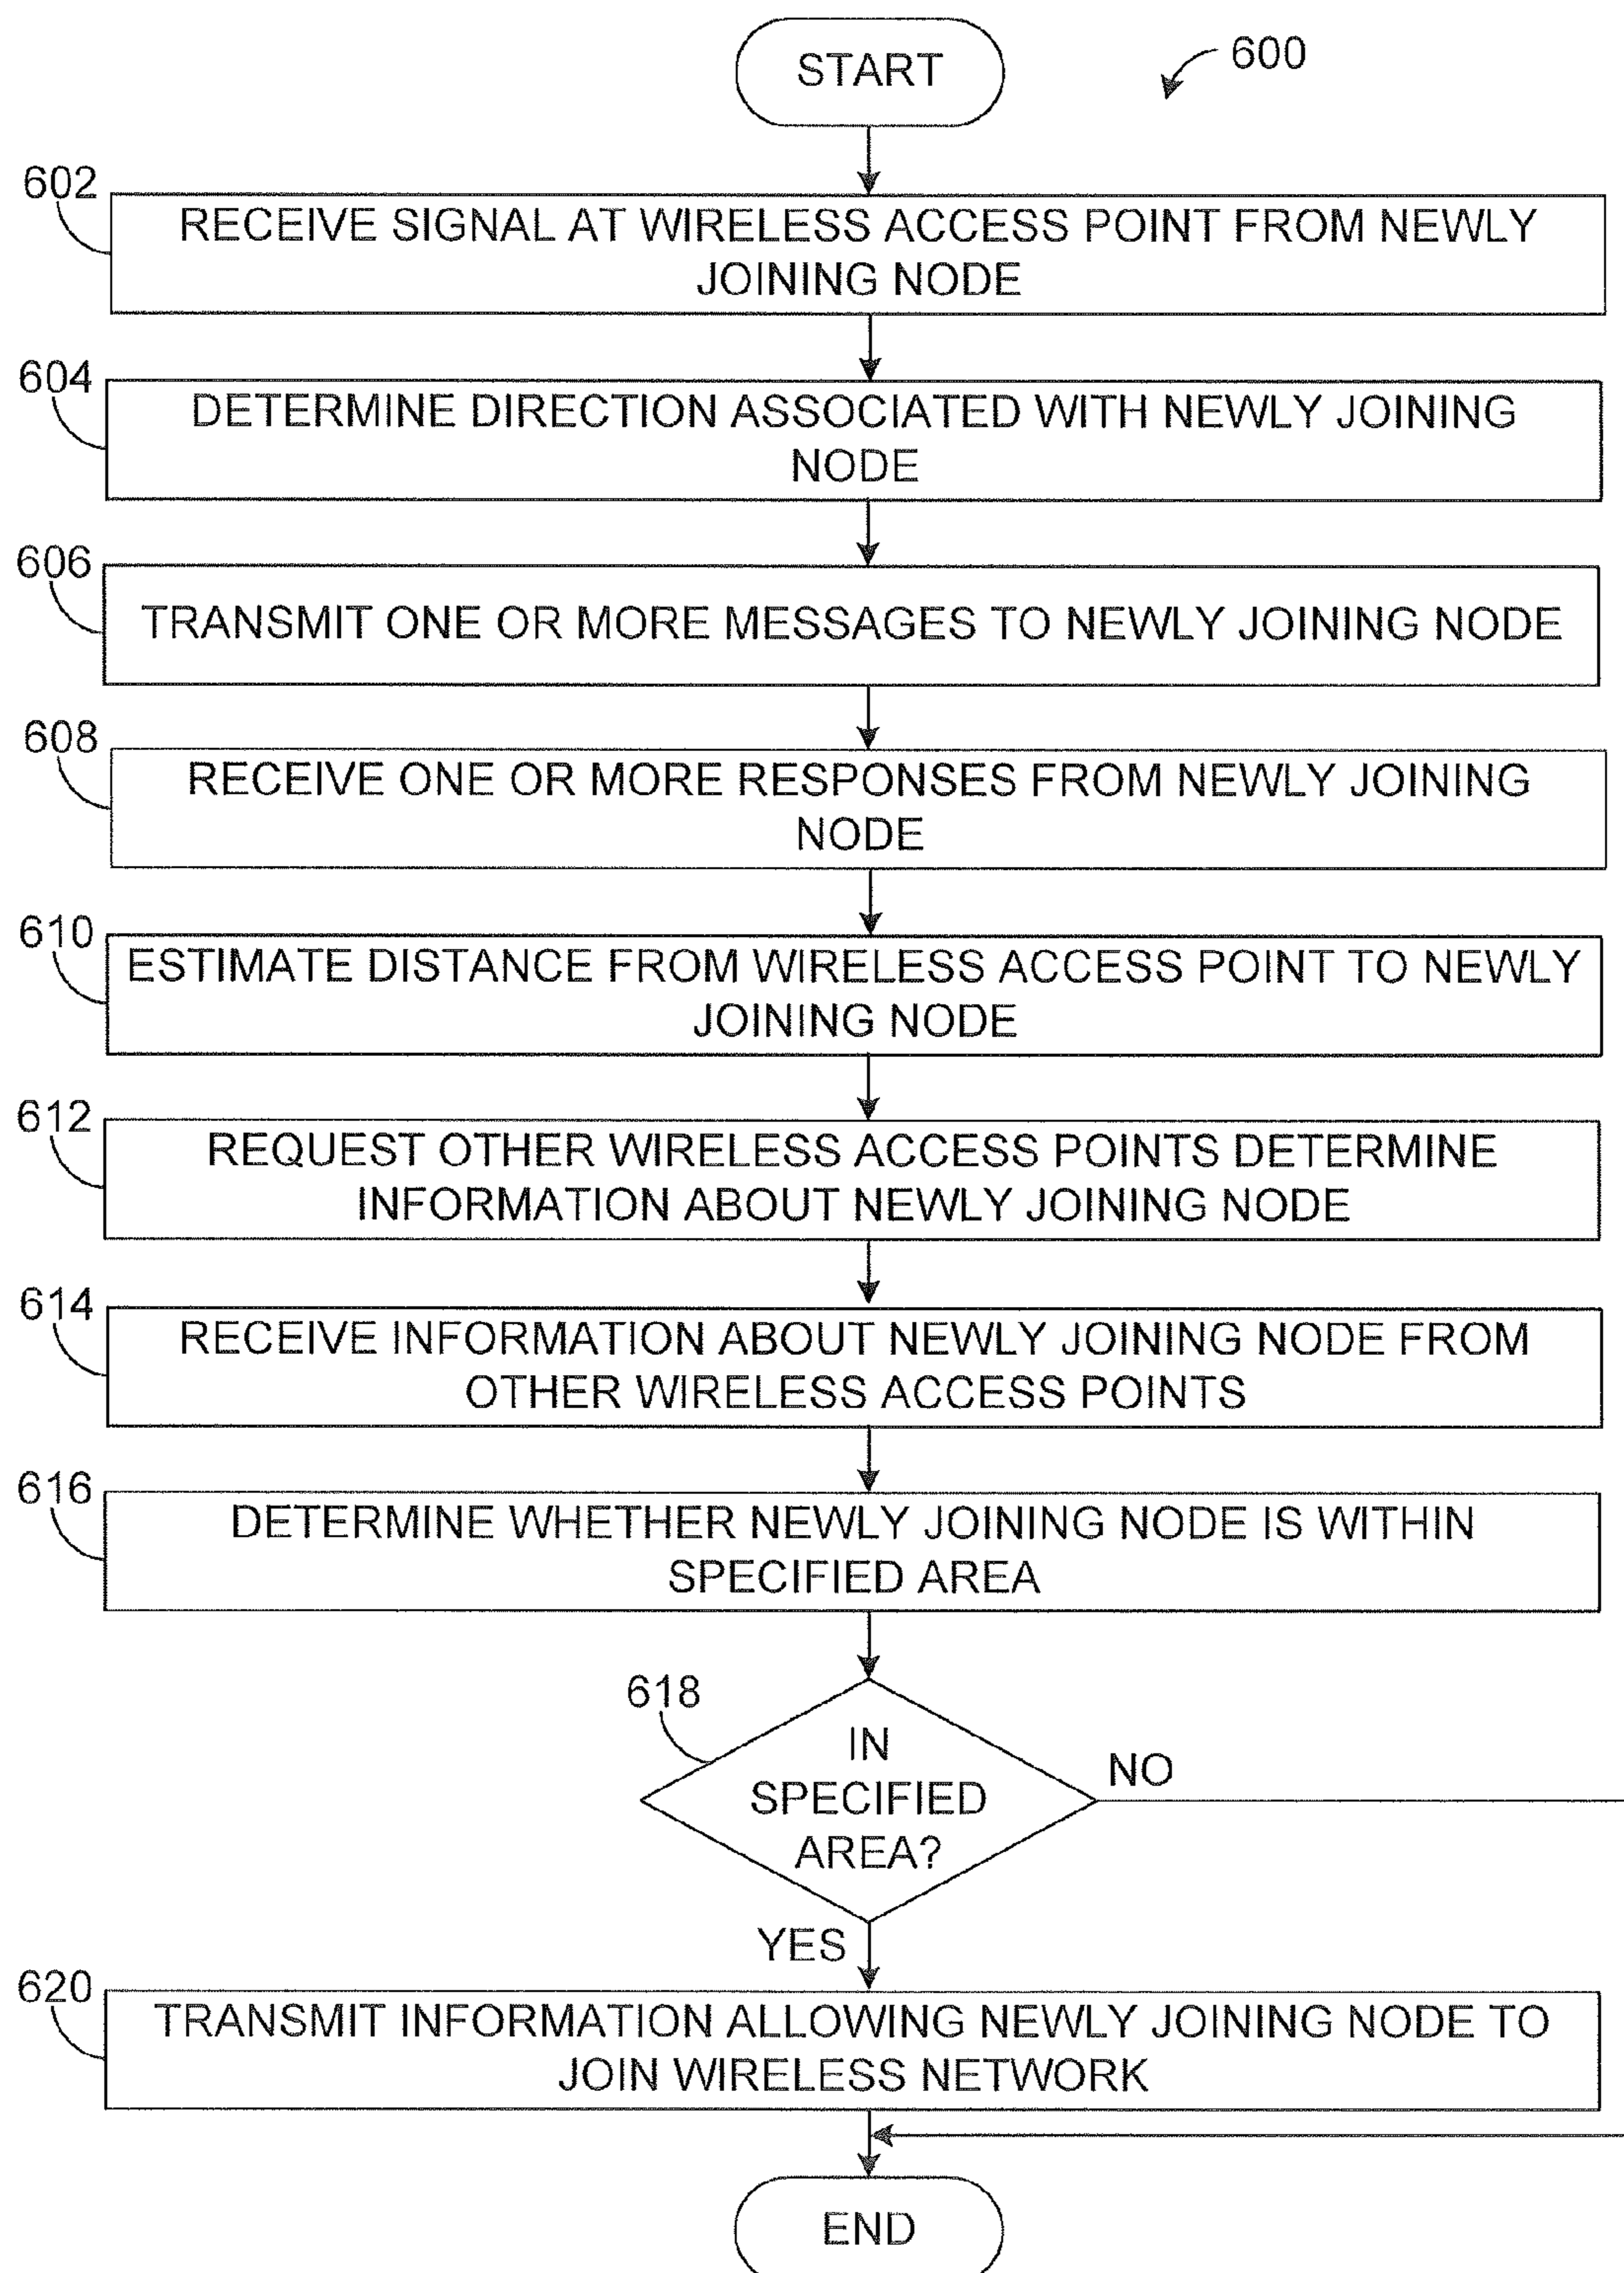 START
600
602
RECEIVE SIGNAL AT WIRELESS ACCESS POINT FROM NEWLY
JOINING NODE
604
DETERMINE DIRECTION ASSOCIATED WITH NEWLY JOINING
NODE
606
TRANSMIT ONE OR MORE MESSAGES TO NEWLY JOINING NODE
608
RECEIVE ONE OR MORE RESPONSES FROM NEWLY JOINING
NODE
610
ESTIMATE DISTANCE FROM WIRELESS ACCESS POINT TO NEWLY
JOINING NODE
612
REQUEST OTHER WIRELESS ACCESS POINTS DETERMINE
INFORMATION ABOUT NEWLY JOINING NODE
614
RECEIVE INFORMATION ABOUT NEWLY JOINING NODE FROM
OTHER WIRELESS ACCESS POINTS
616
DETERMINE WHETHER NEWLY JOINING NODE IS WITHIN
SPECIFIED AREA
618
IN
SPECIFIED
AREA?
NO
YES
620
TRANSMIT INFORMATION ALLOWING NEWLY JOINING NODE TO
JOIN WIRELESS NETWORK
END